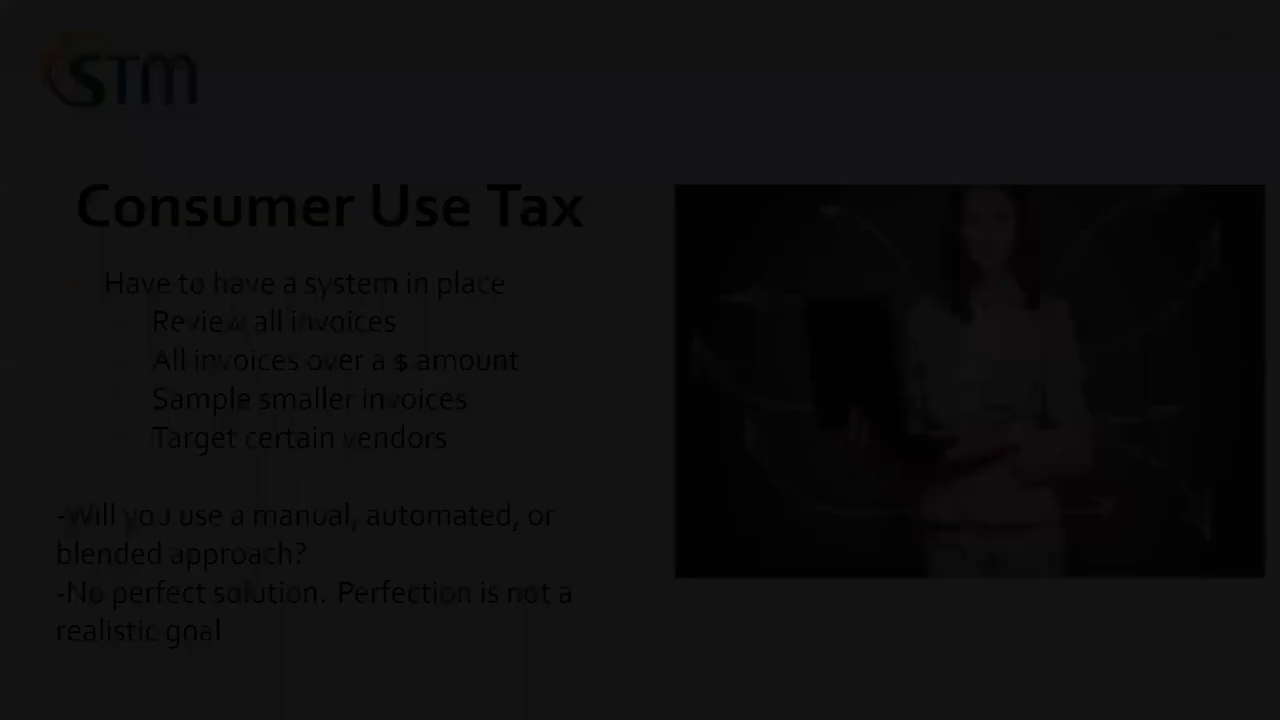 STM
Consumer Use Tax
Have to have a system in place
Review all invoices
All invoices over a $ amount
Sample smaller invoices
Target certain vendors
-Will you use a manual, automated, or
blended approach?
-No perfect solution. Perfection is not a
realistic goal